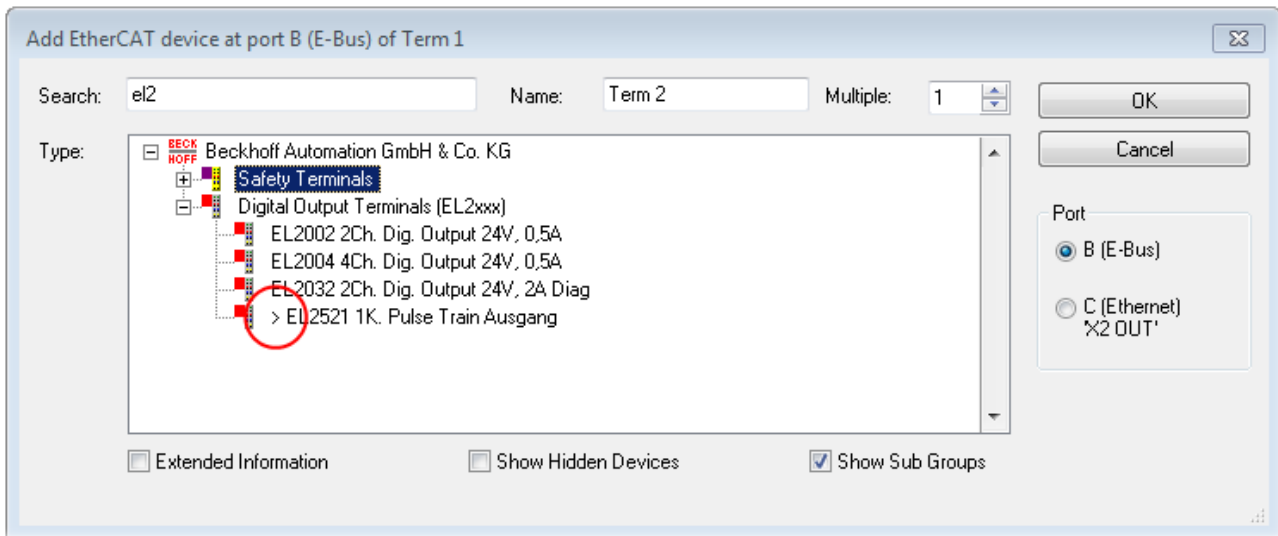 Add EtherCAT device at port B (E-Bus) of Term 1
Search: el2 Name: Term 2 Multiple: 1 OK
Type: BECKHOFF Beckhoff Automation GmbH & Co. KG Cancel
Safety Terminals
Digital Output Terminals (EL2xxx)
EL2002 2Ch. Dig. Output 24V, 0,5A
EL2004 4Ch. Dig. Output 24V, 0,5A
EL2032 2Ch. Dig. Output 24V, 2A Diag
> EL2521 1K. Pulse Train Ausgang
Port
B (E-Bus)
C (Ethernet)
'X2 OUT'
Extended Information Show Hidden Devices Show Sub Groups